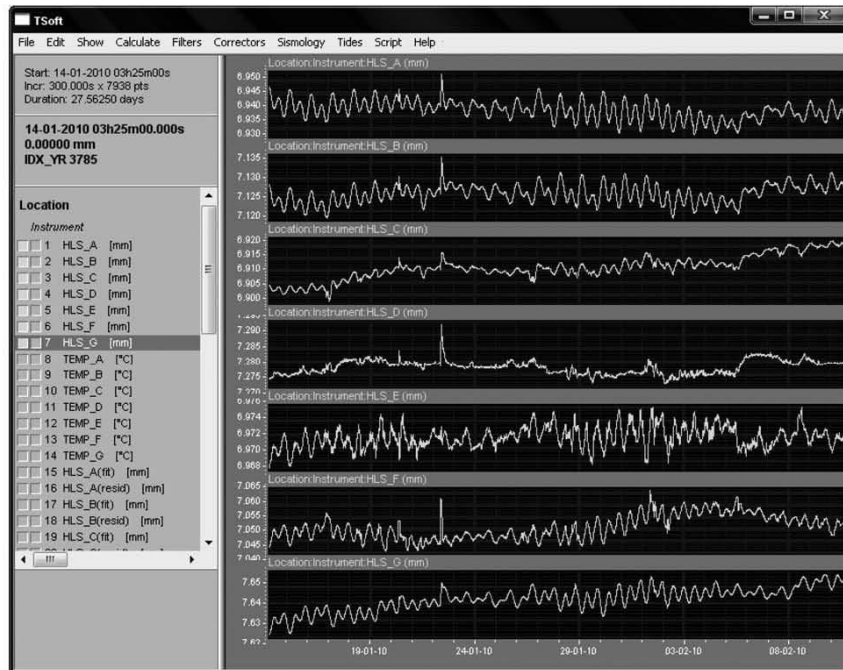 TSoft
File Edit Show Calculate Filters Correctors Sismology Tides Script Help
Start: 14-01-2010 03h25m00s
Incr: 300.000s x 7938 pts
Duration: 27.56250 days
14-01-2010 03h25m00.000s
0.00000 mm
IDX_YR 3785
Location
Instrument
1 HLS_A [mm]
2 HLS_B [mm]
3 HLS_C [mm]
4 HLS_D [mm]
5 HLS_E [mm]
6 HLS_F [mm]
7 HLS_G [mm]
8 TEMP_A [°C]
9 TEMP_B [°C]
10 TEMP_C [°C]
11 TEMP_D [°C]
12 TEMP_E [°C]
13 TEMP_F [°C]
14 TEMP_G [°C]
15 HLS_A(fit) [mm]
16 HLS_A(resid) [mm]
17 HLS_B(fit) [mm]
18 HLS_B(resid) [mm]
19 HLS_C(fit) [mm]
Location:Instrument:HLS_A (mm)
6.950
6.945
6.940
6.935
6.930
Location:Instrument:HLS_B (mm)
7.135
7.130
7.125
7.120
Location:Instrument:HLS_C (mm)
6.920
6.915
6.910
6.905
6.900
Location:Instrument:HLS_D (mm)
7.290
7.285
7.280
7.275
7.270
Location:Instrument:HLS_E (mm)
6.976
6.974
6.972
6.970
6.968
Location:Instrument:HLS_F (mm)
7.065
7.060
7.055
7.050
7.045
7.040
Location:Instrument:HLS_G (mm)
7.65
7.64
7.63
7.62
19-01-10 24-01-10 29-01-10 03-02-10 08-02-10